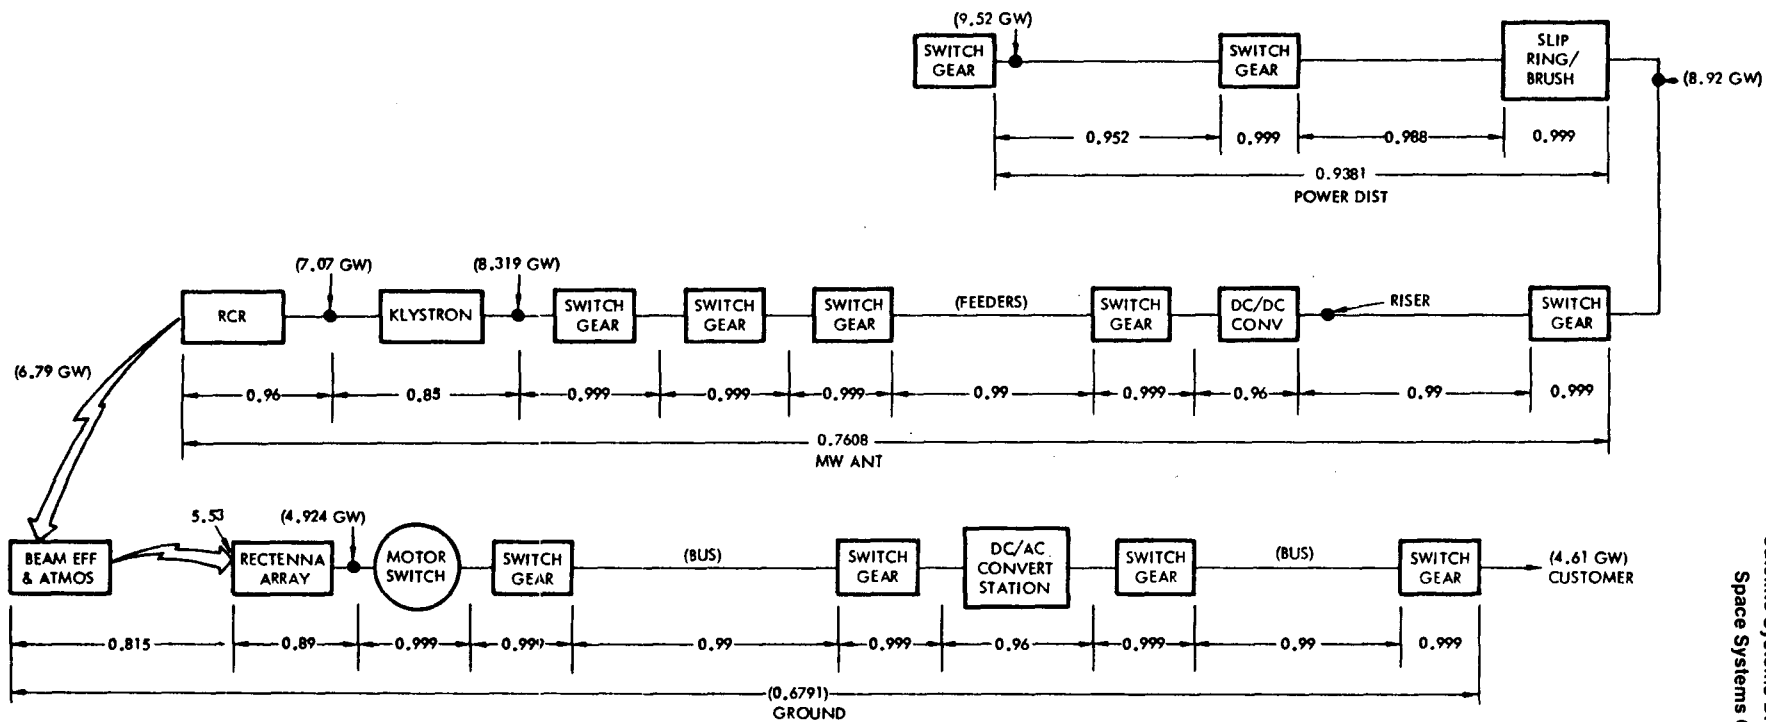 (9.52 GW)
SWITCH
GEAR
SWITCH
GEAR
SLIP
RING/
BRUSH
(8.92 GW)
0.952
0.999
0.988
0.999
0.9381
POWER DIST
(7.07 GW)
(8.319 GW)
RCR
KLYSTRON
SWITCH
GEAR
SWITCH
GEAR
SWITCH
GEAR
(FEEDERS)
SWITCH
GEAR
DC/DC
CONV
RISER
SWITCH
GEAR
(6.79 GW)
0.96
0.85
0.999
0.999
0.999
0.99
0.999
0.96
0.99
0.999
0.7608
MW ANT
5.53
(4.924 GW)
BEAM EFF
& ATMOS
RECTENNA
ARRAY
MOTOR
SWITCH
SWITCH
GEAR
(BUS)
SWITCH
GEAR
DC/AC
CONVERT
STATION
SWITCH
GEAR
(BUS)
SWITCH
GEAR
(4.61 GW)
CUSTOMER
0.815
0.89
0.999
0.999
0.99
0.999
0.96
0.999
0.99
0.999
(0.6791)
GROUND
Space Systems